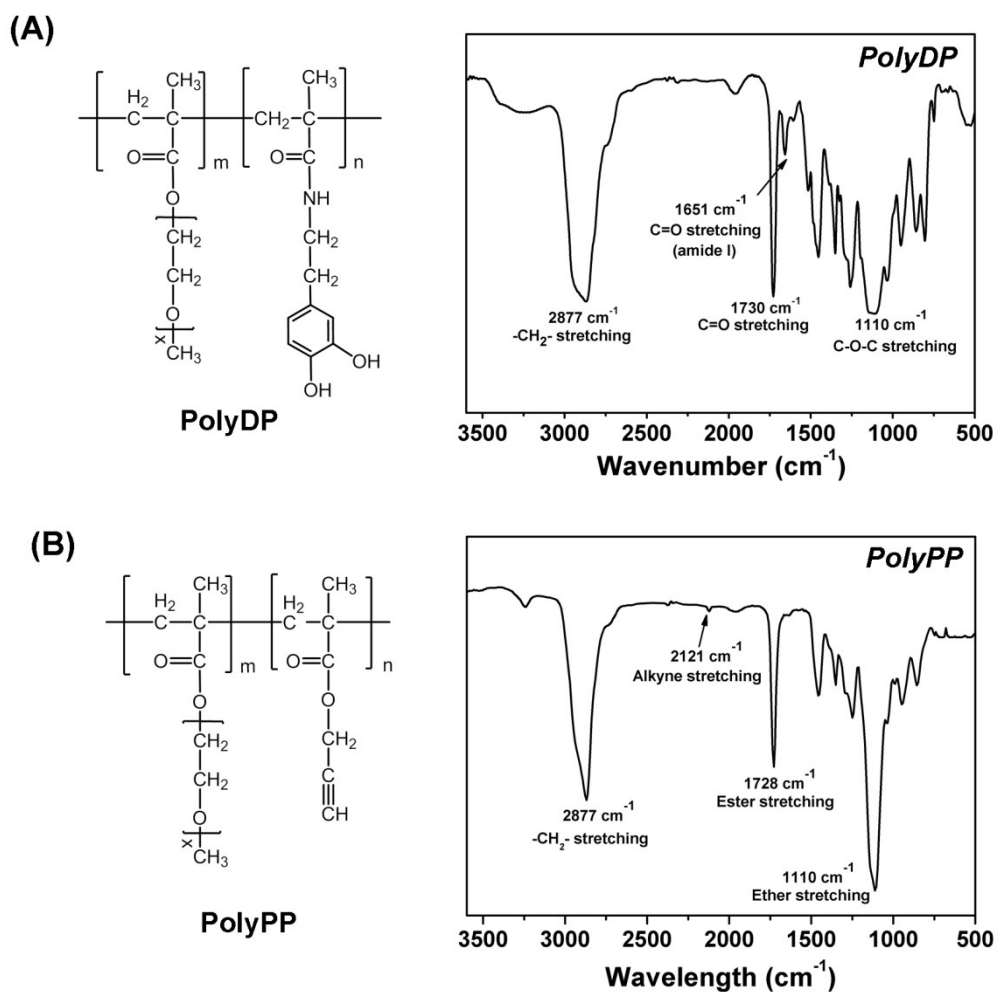 (A)
H2
CH3
CH2
CH3
O
m
O
n
O
NH
CH2
CH2
O
x
CH3
OH
OH
PolyDP
PolyDP
1651 cm-1
C=O stretching
(amide I)
2877 cm-1
-CH2- stretching
1730 cm-1
C=O stretching
1110 cm-1
C-O-C stretching
3500 3000 2500 2000 1500 1000 500
Wavenumber (cm-1)
(B)
H2
CH3
H2
CH3
O
m
O
n
O
O
CH2
CH2
CH2
CH
O
x
CH3
PolyPP
PolyPP
2121 cm-1
Alkyne stretching
1728 cm-1
Ester stretching
2877 cm-1
-CH2- stretching
1110 cm-1
Ether stretching
3500 3000 2500 2000 1500 1000 500
Wavelength (cm-1)